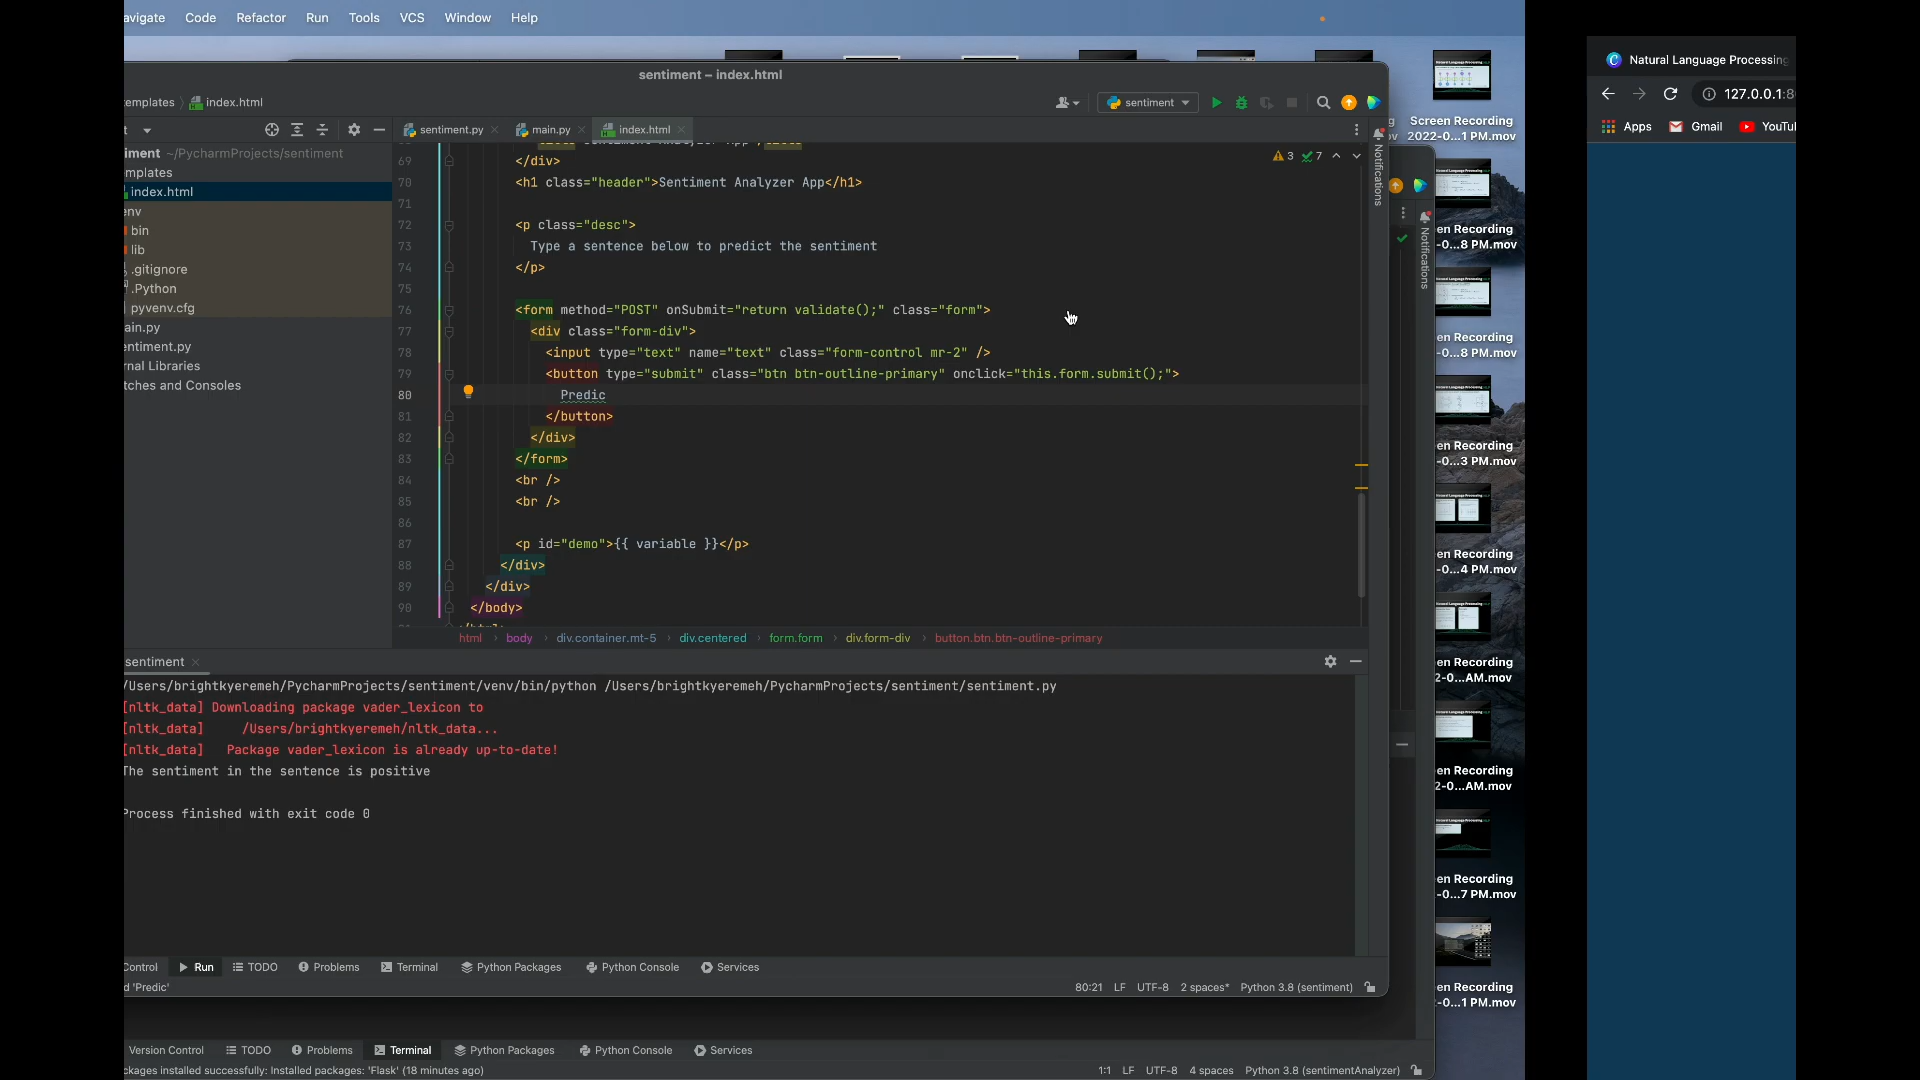 avigate Code Refactor Run Tools VCS Window Help
sentiment – index.html
emplates index.html
sentiment
sentiment.py main.py index.html
iment ~/PycharmProjects/sentiment
mplates
index.html
env
bin
lib
.gitignore
.Python
pyvenv.cfg
ain.py
entiment.py
rnal Libraries
tches and Consoles
3 7
69 </div>
70 <h1 class="header">Sentiment Analyzer App</h1>
71
72 <p class="desc">
73 Type a sentence below to predict the sentiment
74 </p>
75
76 <form method="POST" onSubmit="return validate();" class="form">
77 <div class="form-div">
78 <input type="text" name="text" class="form-control mr-2" />
79 <button type="submit" class="btn btn-outline-primary" onclick="this.form.submit();">
80 Predic
81 </button>
82 </div>
83 </form>
84 <br />
85 <br />
86
87 <p id="demo">{{ variable }}</p>
88 </div>
89 </div>
90 </body>
html body div.container.mt-5 div.centered form.form div.form-div button.btn.btn-outline-primary
Notifications
Notifications
sentiment
/Users/brightkyeremeh/PycharmProjects/sentiment/venv/bin/python /Users/brightkyeremeh/PycharmProjects/sentiment/sentiment.py
[nltk_data] Downloading package vader_lexicon to
[nltk_data] /Users/brightkyeremeh/nltk_data...
[nltk_data] Package vader_lexicon is already up-to-date!
The sentiment in the sentence is positive
Process finished with exit code 0
Control Run TODO Problems Terminal Python Packages Python Console Services
d 'Predic'
80:21 LF UTF-8 2 spaces* Python 3.8 (sentiment)
Version Control TODO Problems Terminal Python Packages Python Console Services
ckages installed successfully: Installed packages: 'Flask' (18 minutes ago)
1:1 LF UTF-8 4 spaces Python 3.8 (sentimentAnalyzer)
Screen Recording
2022-0...1 PM.mov
en Recording
-0...8 PM.mov
en Recording
-0...8 PM.mov
en Recording
-0...3 PM.mov
en Recording
-0...4 PM.mov
en Recording
2-0...AM.mov
en Recording
2-0...AM.mov
en Recording
-0...7 PM.mov
en Recording
-0...1 PM.mov
Natural Language Processing
127.0.0.1:8
Apps Gmail YouTu